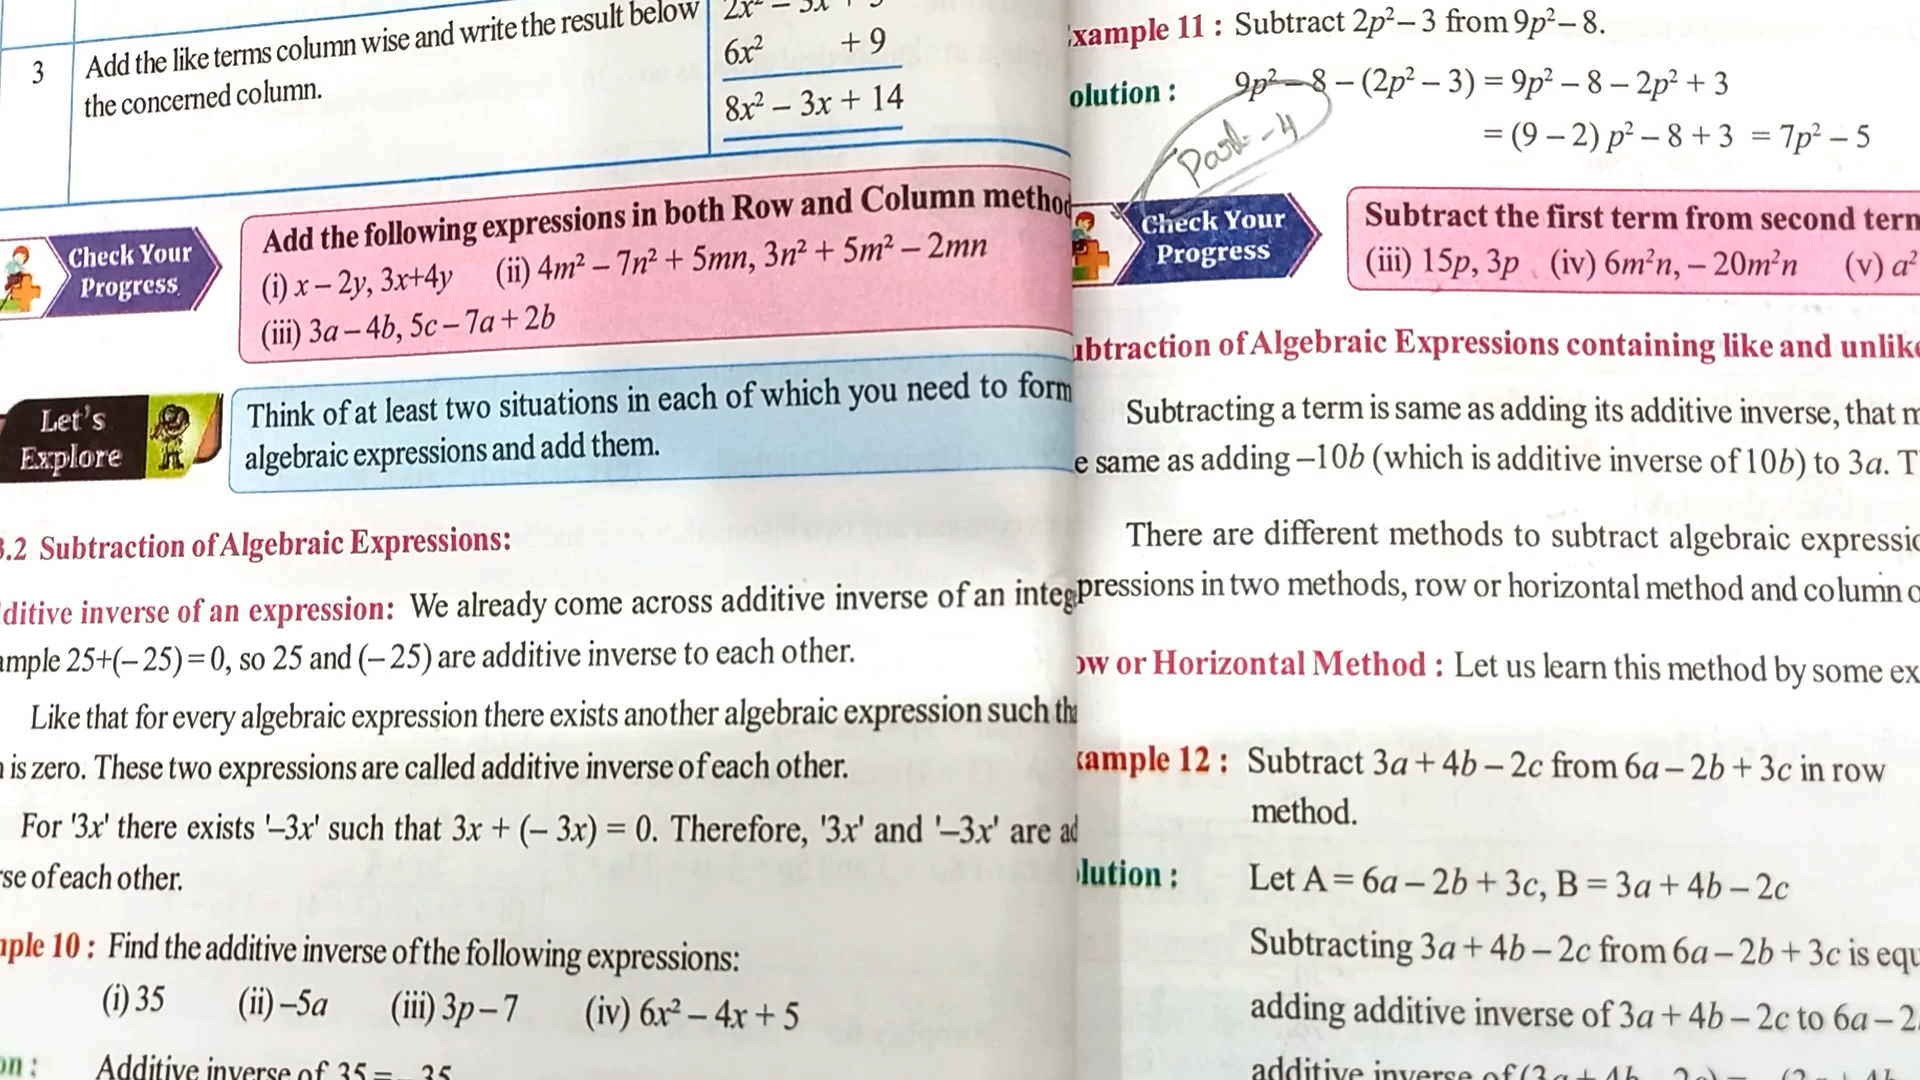 3 Add the like terms column wise and write the result below
the concerned column.
6x² + 9
8x² – 3x + 14
Check Your
Progress
Add the following expressions in both Row and Column method
(i) x – 2y, 3x+4y (ii) 4m² – 7n² + 5mn, 3n² + 5m² – 2mn
(iii) 3a – 4b, 5c – 7a + 2b
Let's
Explore
Think of at least two situations in each of which you need to form
algebraic expressions and add them.
.2 Subtraction of Algebraic Expressions:
ditive inverse of an expression: We already come across additive inverse of an integ
ample 25+(– 25) = 0, so 25 and (– 25) are additive inverse to each other.
Like that for every algebraic expression there exists another algebraic expression such
is zero. These two expressions are called additive inverse of each other.
For '3x' there exists '–3x' such that 3x + (– 3x) = 0. Therefore, '3x' and '–3x' are ad
se of each other.
ple 10 : Find the additive inverse of the following expressions:
(i) 35 (ii) –5a (iii) 3p – 7 (iv) 6x² – 4x + 5
on : Additive inverse of 35 = – 35
xample 11 : Subtract 2p² – 3 from 9p² – 8.
olution : 9p² – 8 – (2p² – 3) = 9p² – 8 – 2p² + 3
= (9 – 2) p² – 8 + 3 = 7p² – 5
Part - 4
Check Your
Progress
Subtract the first term from second term
(iii) 15p, 3p (iv) 6m²n, – 20m²n (v) a²
ubtraction of Algebraic Expressions containing like and unlike
Subtracting a term is same as adding its additive inverse, that m
e same as adding –10b (which is additive inverse of 10b) to 3a. T
There are different methods to subtract algebraic expressio
pressions in two methods, row or horizontal method and column o
ow or Horizontal Method : Let us learn this method by some ex
xample 12 : Subtract 3a + 4b – 2c from 6a – 2b + 3c in row
method.
lution : Let A = 6a – 2b + 3c, B = 3a + 4b – 2c
Subtracting 3a + 4b – 2c from 6a – 2b + 3c is equ
adding additive inverse of 3a + 4b – 2c to 6a – 2
additive inverse of (3a + 4b